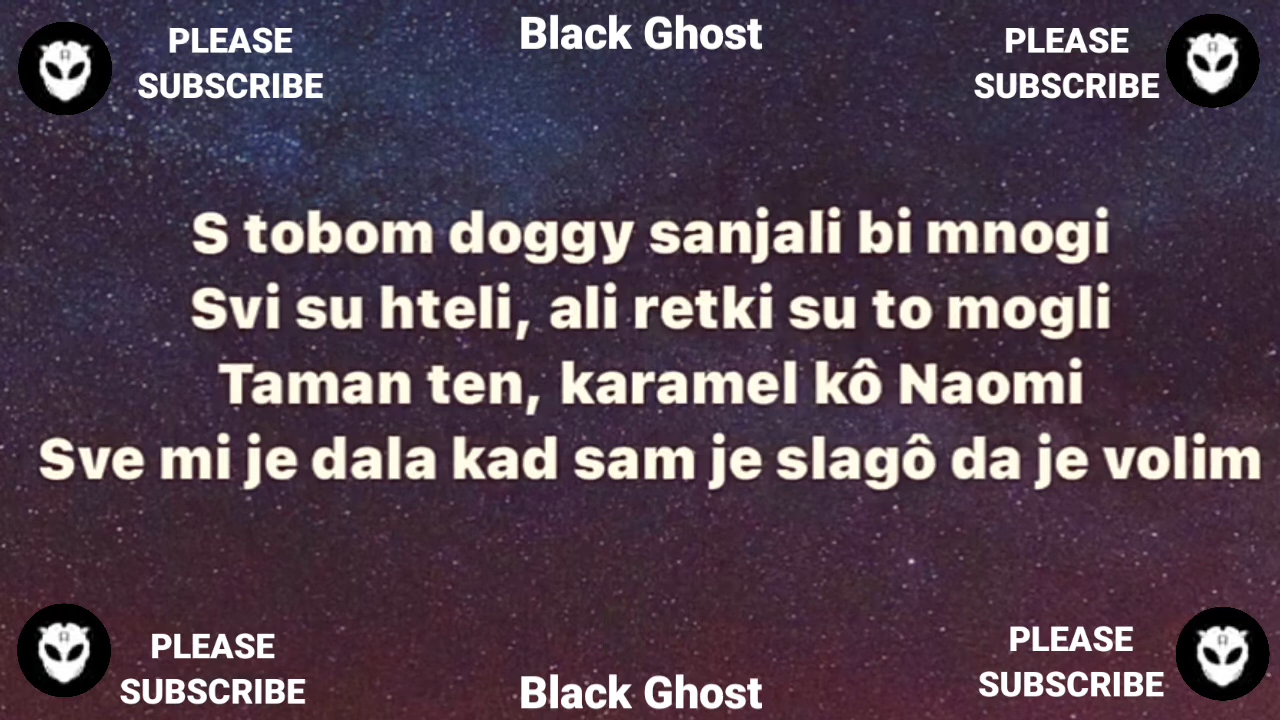 PLEASE
SUBSCRIBE
Black Ghost
PLEASE
SUBSCRIBE
S tobom doggy sanjali bi mnogi
Svi su hteli, ali retki su to mogli
Taman ten, karamel kô Naomi
Sve mi je dala kad sam je slagô da je volim
PLEASE
SUBSCRIBE
Black Ghost
PLEASE
SUBSCRIBE